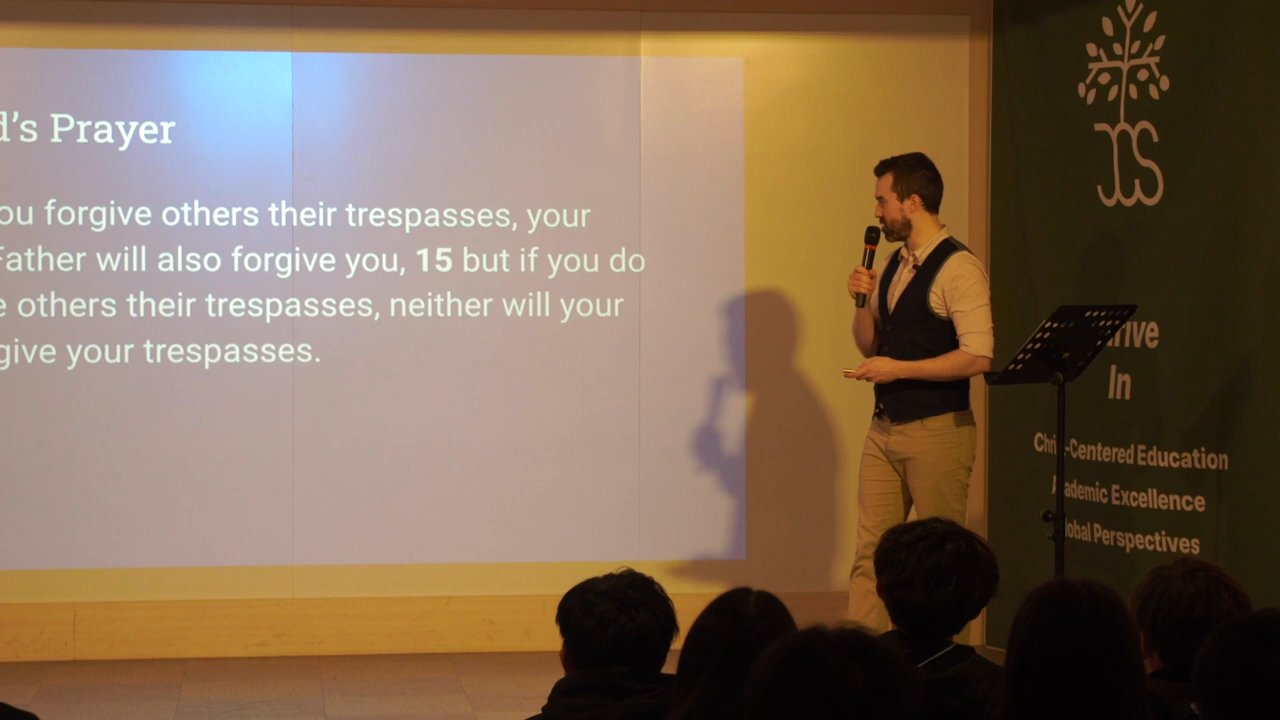 d's Prayer
ou forgive others their trespasses, your
Father will also forgive you, 15 but if you do
e others their trespasses, neither will your
give your trespasses.
JCS
rive
In
Chri -Centered Education
ademic Excellence
lobal Perspectives